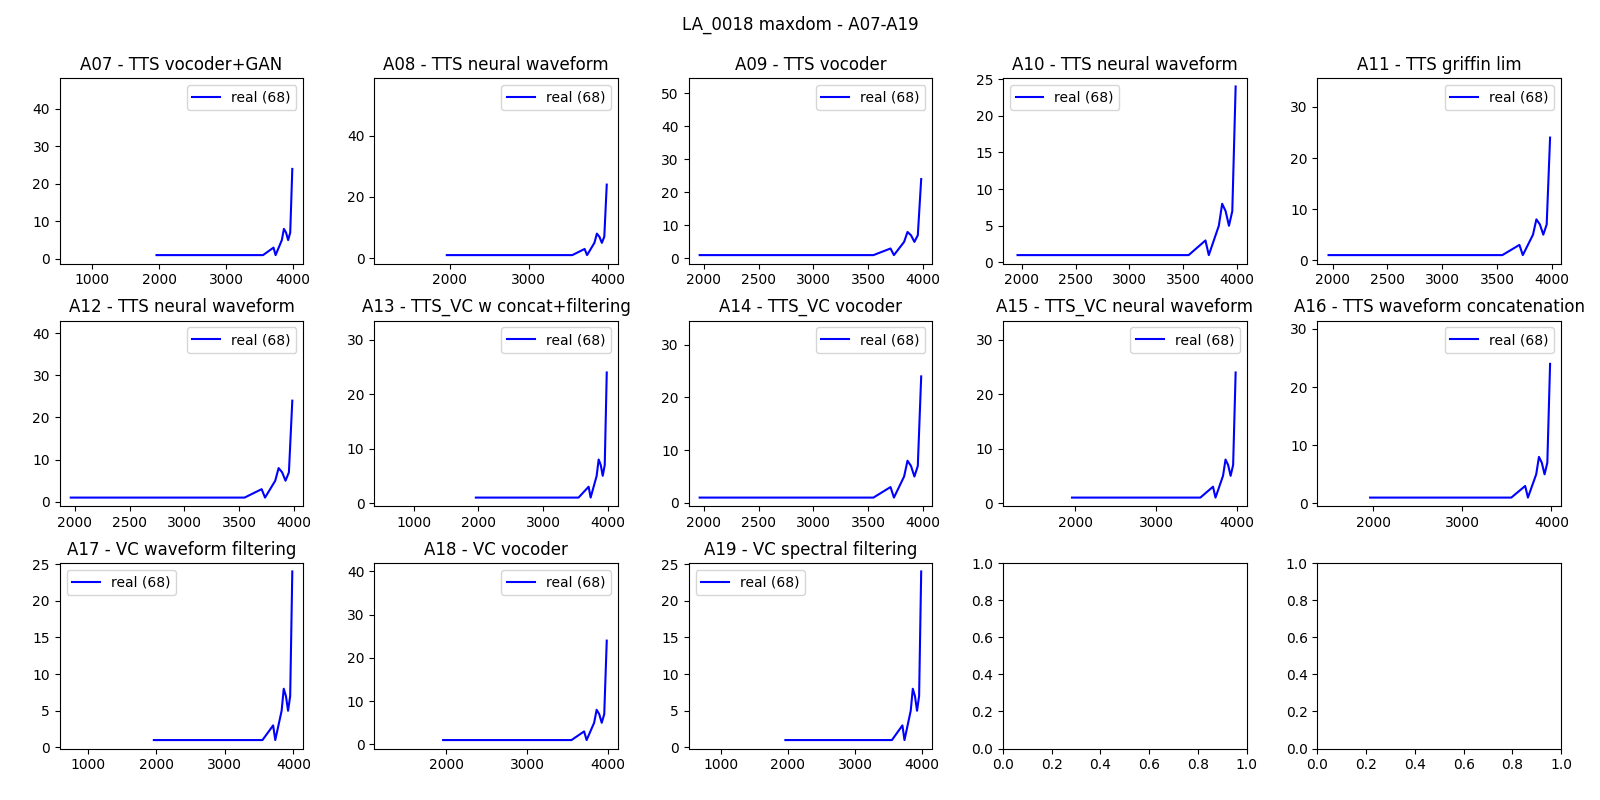 LA_0018 maxdom - A07-A19
A07 - TTS vocoder+GAN
A08 - TTS neural waveform
A09 - TTS vocoder
A10 - TTS neural waveform
A11 - TTS griffin lim
real (68)
real (68)
real (68)
real (68)
real (68)
40
30
20
10
0
1000 2000 3000 4000
40
20
0
2000 3000 4000
50
40
30
20
10
0
2000 2500 3000 3500 4000
25
20
15
10
5
0
2000 2500 3000 3500 4000
30
20
10
0
2000 2500 3000 3500 4000
A12 - TTS neural waveform
A13 - TTS_VC w concat+filtering
A14 - TTS_VC vocoder
A15 - TTS_VC neural waveform
A16 - TTS waveform concatenation
real (68)
real (68)
real (68)
real (68)
real (68)
40
30
20
10
0
2000 2500 3000 3500 4000
30
20
10
0
1000 2000 3000 4000
30
20
10
0
2000 2500 3000 3500 4000
30
20
10
0
2000 3000 4000
30
20
10
0
2000 3000 4000
A17 - VC waveform filtering
A18 - VC vocoder
A19 - VC spectral filtering
real (68)
real (68)
real (68)
25
20
15
10
5
0
1000 2000 3000 4000
40
30
20
10
0
2000 3000 4000
25
20
15
10
5
0
1000 2000 3000 4000
1.0
0.8
0.6
0.4
0.2
0.0
0.0 0.2 0.4 0.6 0.8 1.0
1.0
0.8
0.6
0.4
0.2
0.0
0.0 0.2 0.4 0.6 0.8 1.0